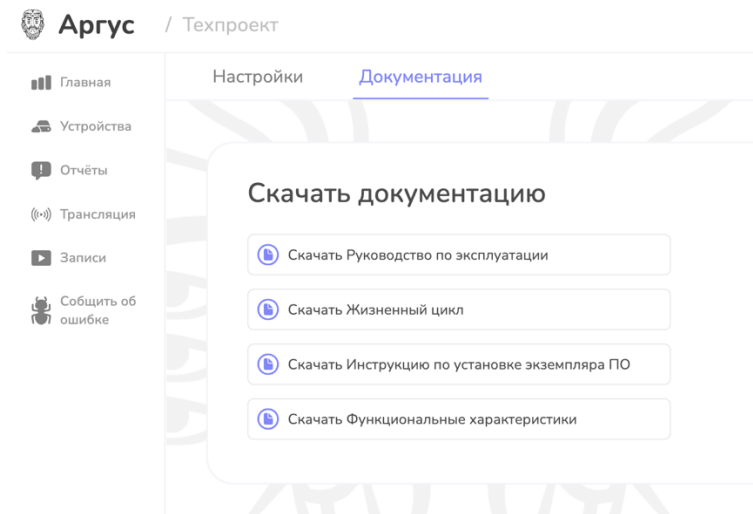 Аргус / Техпроект
Главная
Устройства
Отчёты
Трансляция
Записи
Собщить об
ошибке
Настройки Документация
Скачать документацию
Скачать Руководство по эксплуатации
Скачать Жизненный цикл
Скачать Инструкцию по установке экземпляра ПО
Скачать Функциональные характеристики